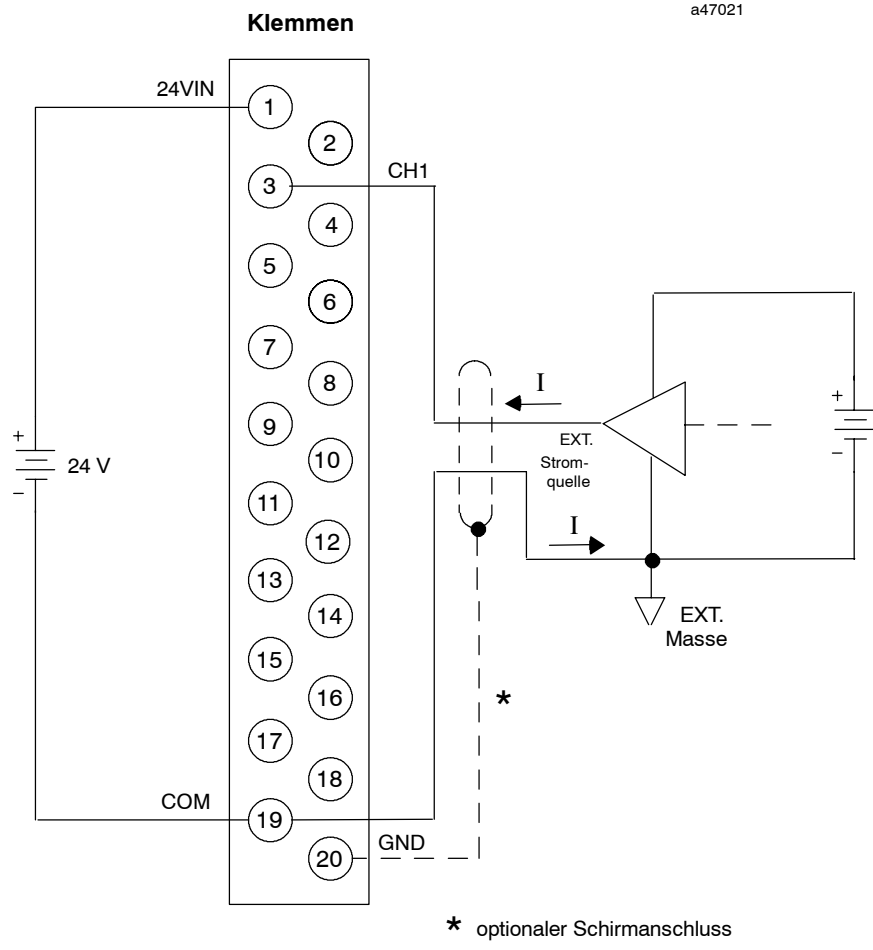 a47021
Klemmen
24VIN
1
2
CH1
3
4
5
6
7
8
I
+
9
EXT.
Strom-
quelle
+
24 V
–
10
–
11
I
12
13
14
EXT.
Masse
15
16
*
17
18
COM
19
GND
20
* optionaler Schirmanschluss